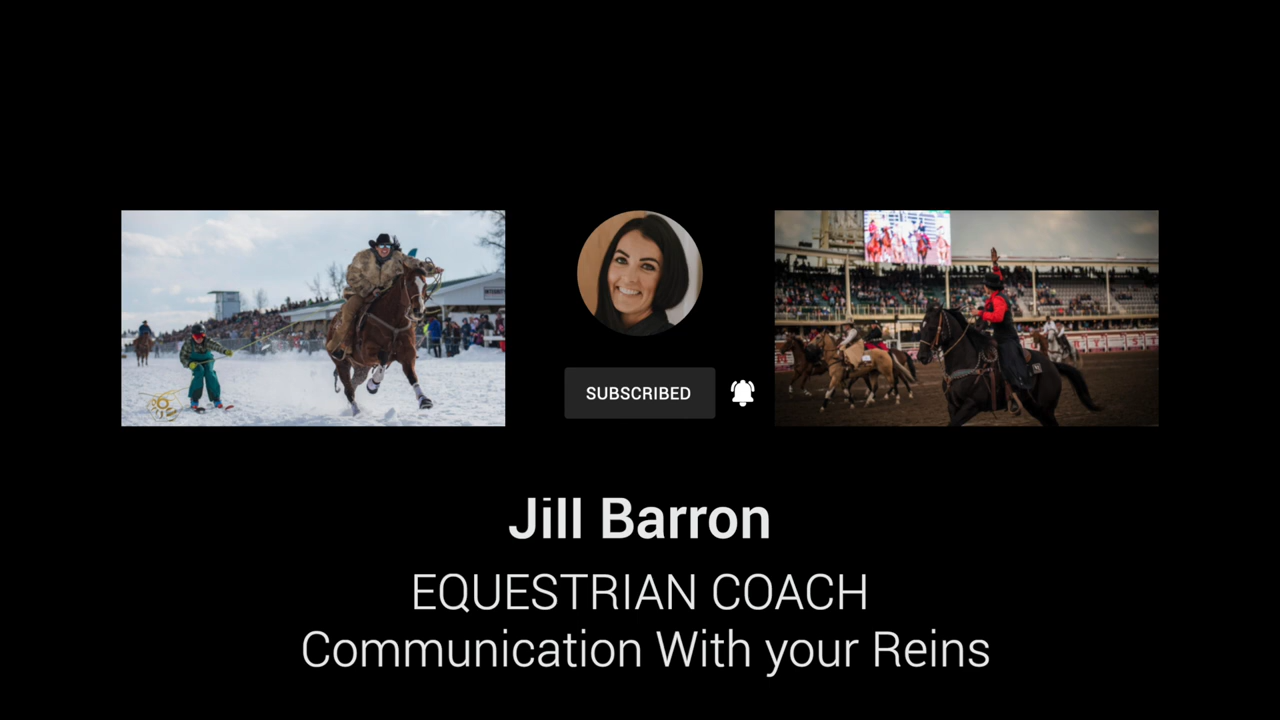 SUBSCRIBED
Jill Barron
EQUESTRIAN COACH
Communication With your Reins